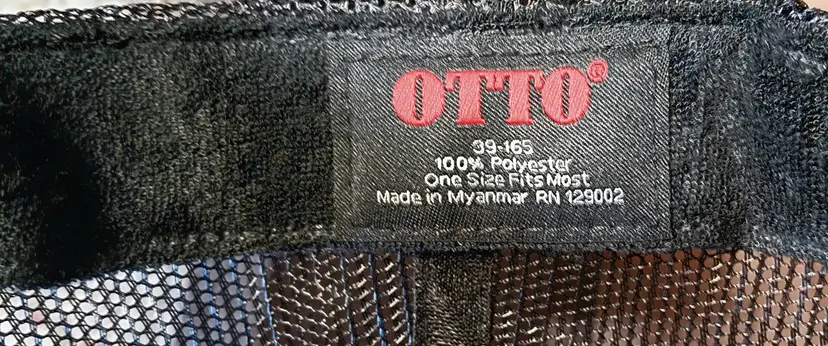 OTTO®
39-165
100% Polyester
One Size Fits Most
Made in Myanmar RN 129002